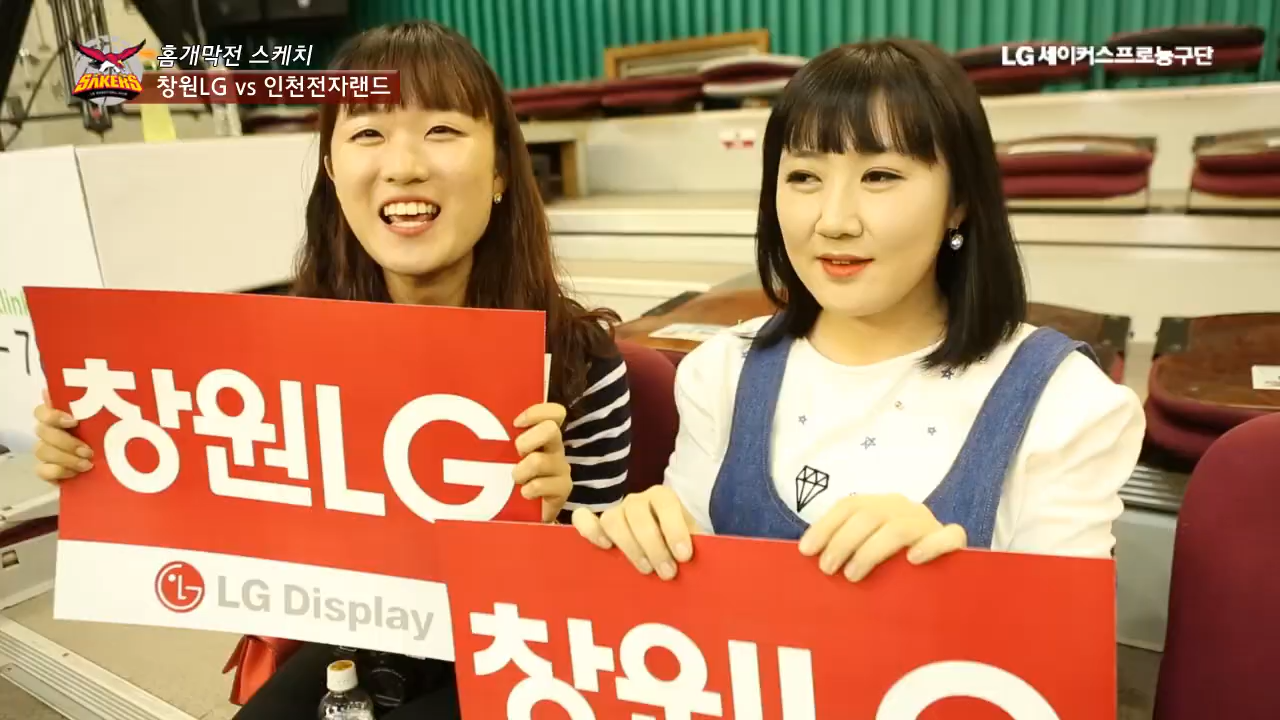 홈개막전 스케치
창원LG vs 인천전자랜드
SAKERS
LG 세이커스프로농구단
창원LG
LG Display
창원LG